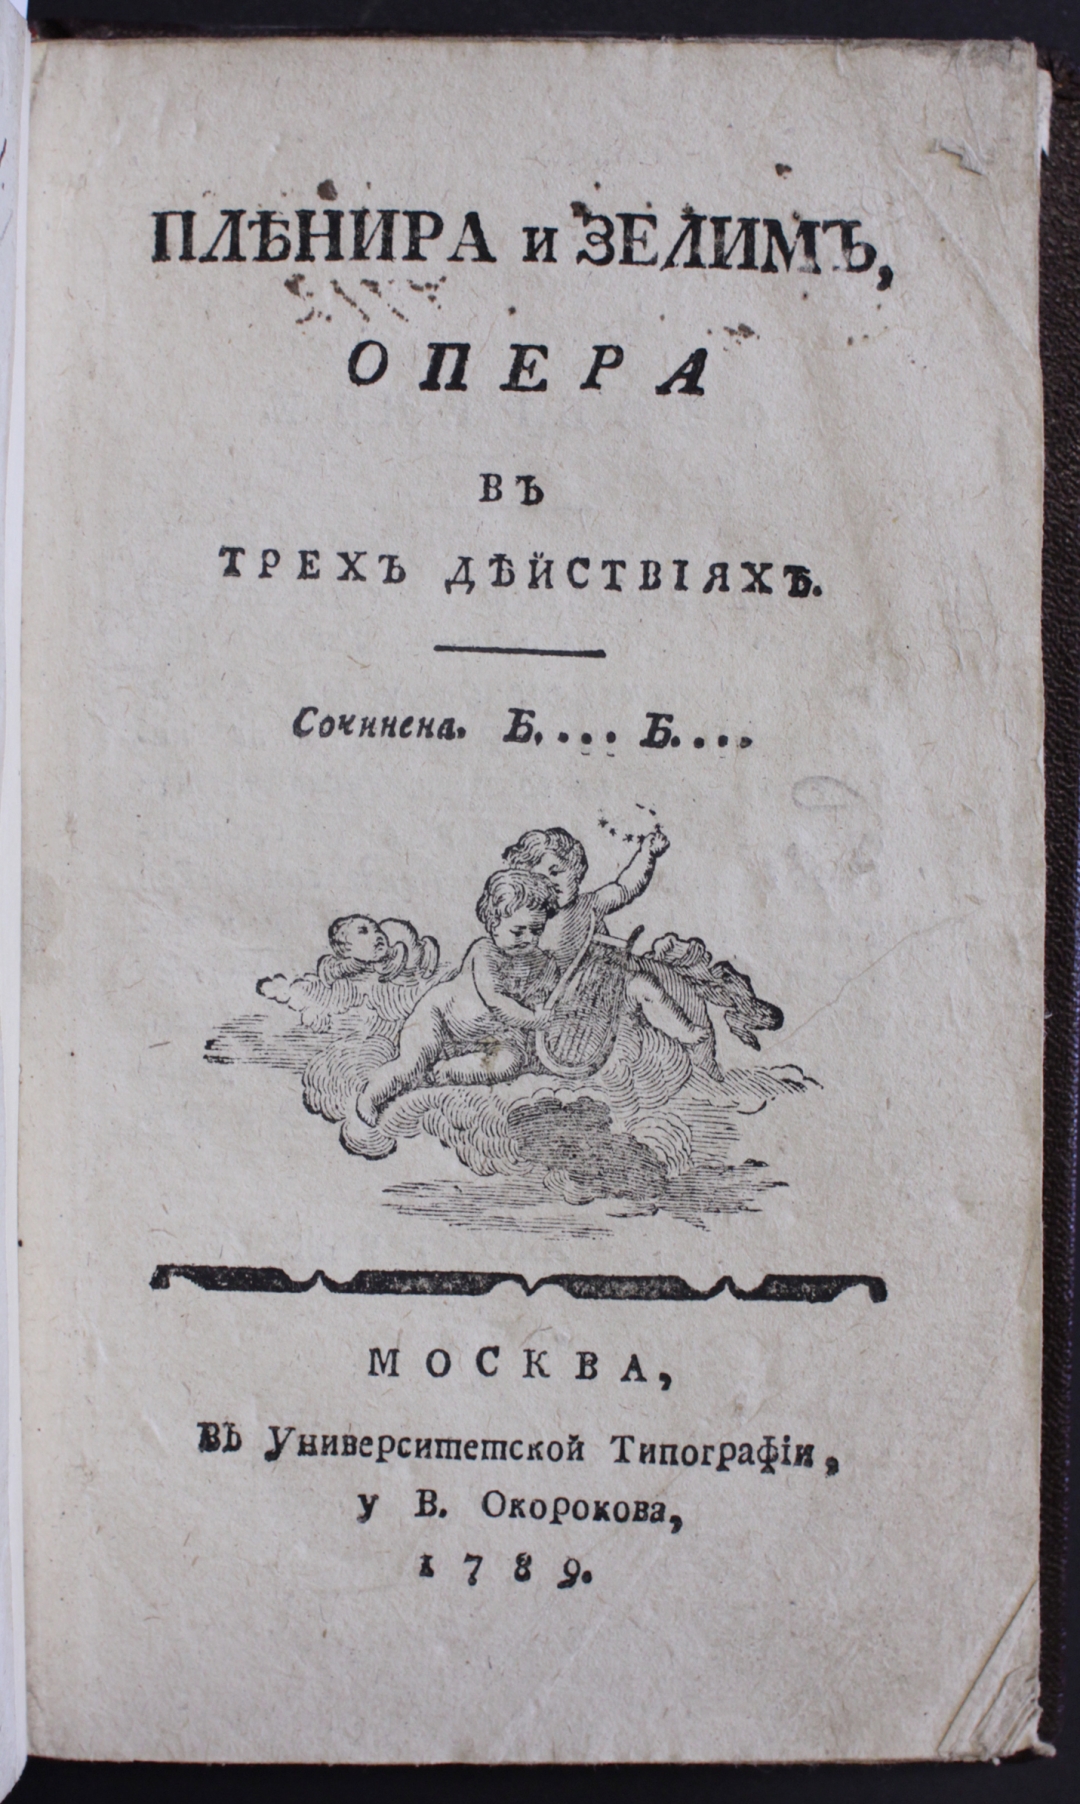 ПЛѢНИРА и ЗЕЛИМЪ,
ОПЕРА
ВЪ
ТРЕХЪ ДѢЙСТВІЯХЪ.
Сочинена. Б.... Б....
МОСКВА,
ВЪ Университетской Типографіи,
у В. Окорокова,
1789.